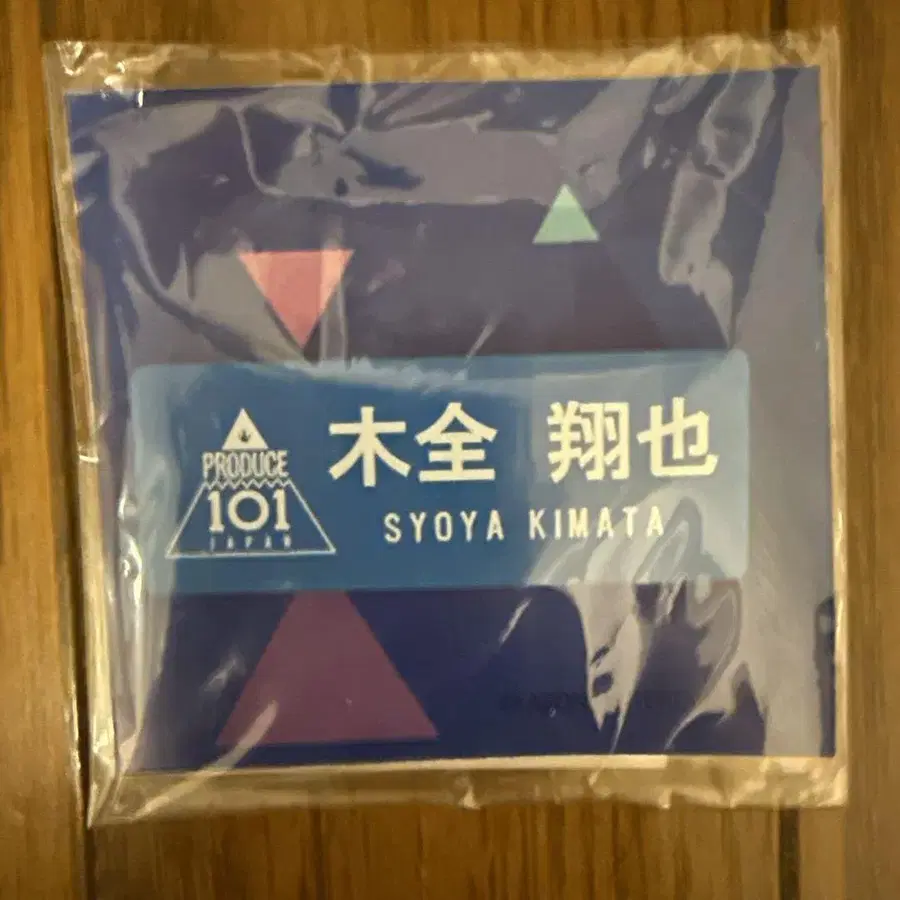 PRODUCE
101
JAPAN
木全 翔也
SYOYA KIMATA